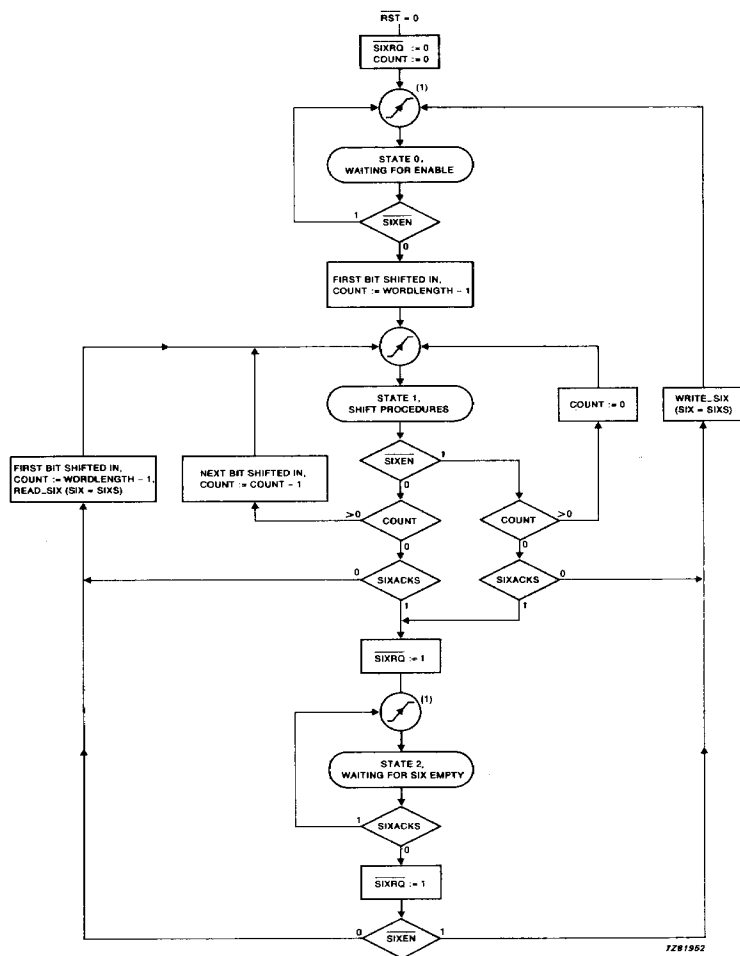 RST = 0
SIXRQ := 0
COUNT := 0
(1)
STATE 0,
WAITING FOR ENABLE
1
SIXEN
0
FIRST BIT SHIFTED IN,
COUNT := WORDLENGTH – 1
STATE 1,
SHIFT PROCEDURES
COUNT := 0
WRITE_SIX
(SIX = SIXS)
FIRST BIT SHIFTED IN,
COUNT := WORDLENGTH – 1,
READ_SIX (SIX = SIXS)
NEXT BIT SHIFTED IN,
COUNT := COUNT – 1
SIXEN
1
0
>0
COUNT
0
COUNT
>0
0
0
SIXACKS
1
SIXACKS
0
1
SIXRQ := 1
(1)
STATE 2,
WAITING FOR SIX EMPTY
1
SIXACKS
0
SIXRQ := 1
0
SIXEN
1
7Z81952